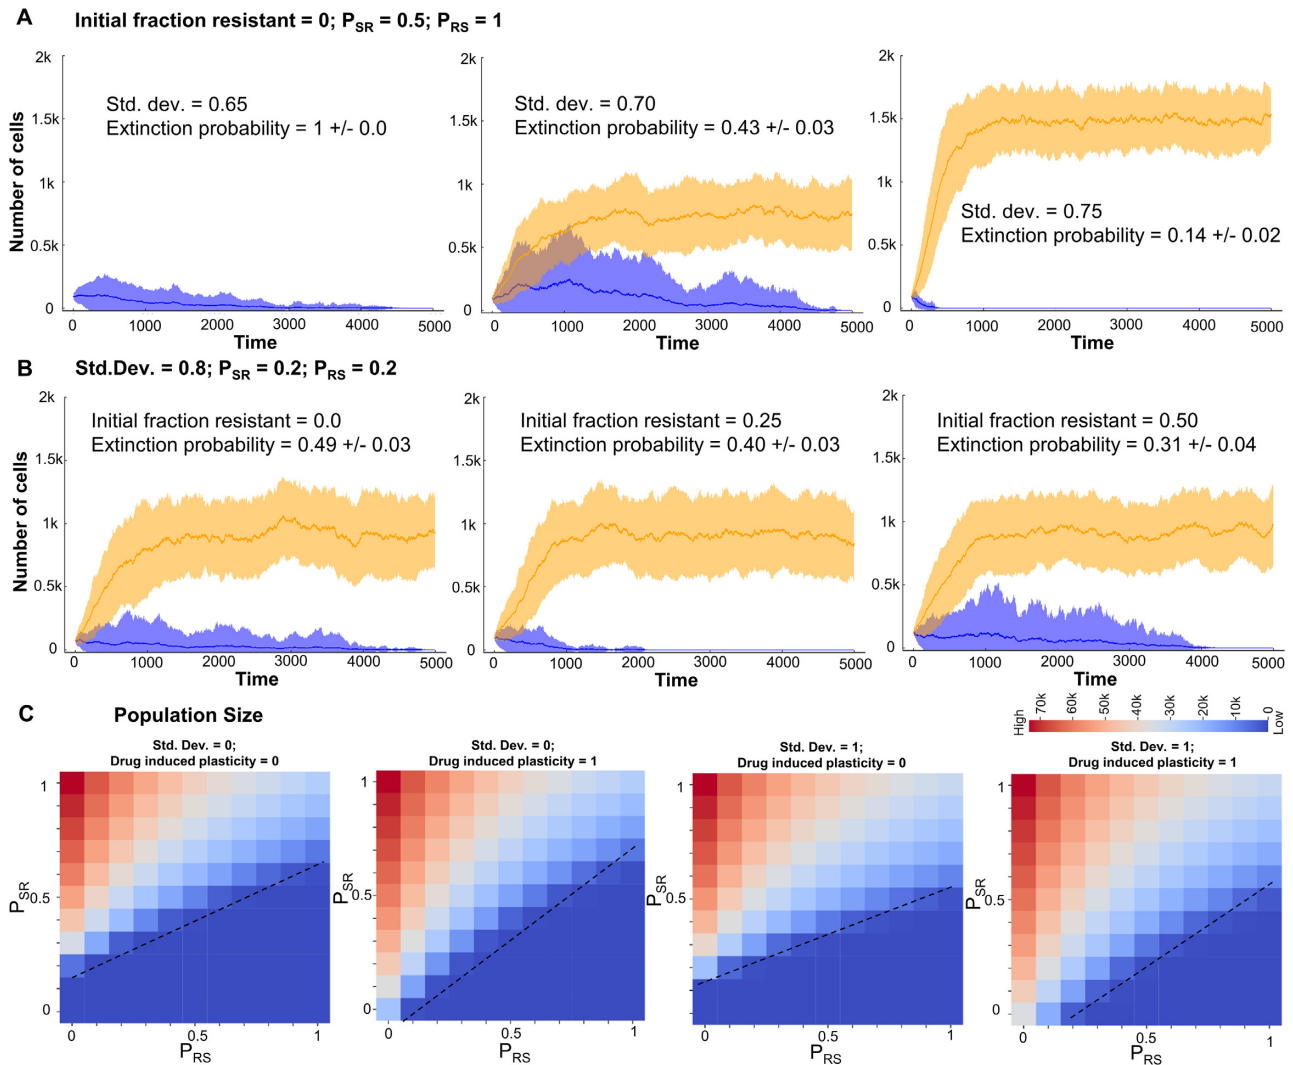 A
Initial fraction resistant = 0; PSR = 0.5; PRS = 1
Number of cells
2k
1.5k
1k
0.5k
0
Std. dev. = 0.65
Extinction probability = 1 +/- 0.0
0 1000 2000 3000 4000 5000
Time
2k
1.5k
1k
0.5k
0
Std. dev. = 0.70
Extinction probability = 0.43 +/- 0.03
0 1000 2000 3000 4000 5000
Time
2k
1.5k
1k
0.5k
0
Std. dev. = 0.75
Extinction probability = 0.14 +/- 0.02
0 1000 2000 3000 4000 5000
Time
B
Std.Dev. = 0.8; PSR = 0.2; PRS = 0.2
Number of cells
2k
1.5k
1k
0.5k
0
Initial fraction resistant = 0.0
Extinction probability = 0.49 +/- 0.03
0 1000 2000 3000 4000 5000
Time
2k
1.5k
1k
0.5k
0
Initial fraction resistant = 0.25
Extinction probability = 0.40 +/- 0.03
0 1000 2000 3000 4000 5000
Time
2k
1.5k
1k
0.5k
0
Initial fraction resistant = 0.50
Extinction probability = 0.31 +/- 0.04
0 1000 2000 3000 4000 5000
Time
C
Population Size
High
70k 60k 50k 40k 30k 20k 10k 0
Low
Std. Dev. = 0;
Drug induced plasticity = 0
PSR
1
0.5
0
0 0.5 1
PRS
Std. Dev. = 0;
Drug induced plasticity = 1
PSR
1
0.5
0
0 0.5 1
PRS
Std. Dev. = 1;
Drug induced plasticity = 0
PSR
1
0.5
0
0 0.5 1
PRS
Std. Dev. = 1;
Drug induced plasticity = 1
PSR
1
0.5
0
0 0.5 1
PRS